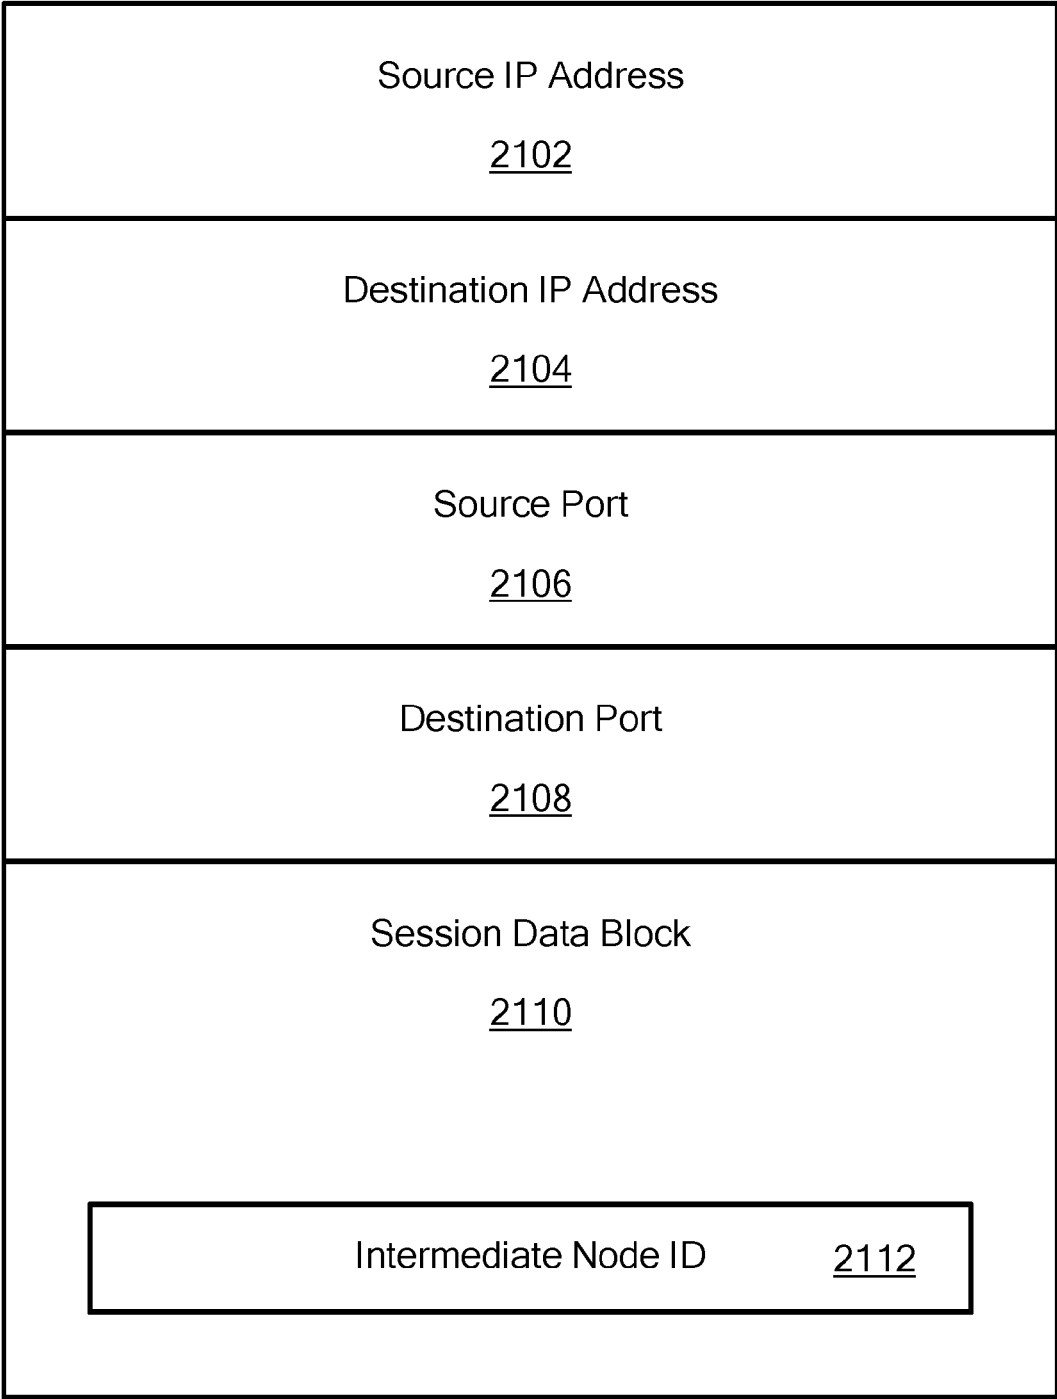 Source IP Address
2102
Destination IP Address
2104
Source Port
2106
Destination Port
2108
Session Data Block
2110
Intermediate Node ID 2112